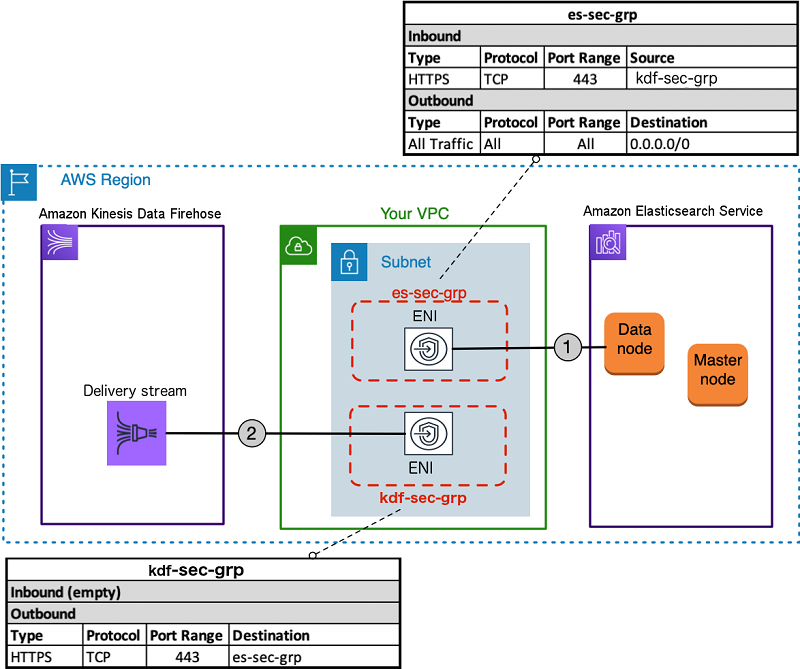 es-sec-grp
Inbound
Type Protocol Port Range Source
HTTPS TCP 443 kdf-sec-grp
Outbound
Type Protocol Port Range Destination
All Traffic All All 0.0.0.0/0
AWS Region
Amazon Kinesis Data Firehose
Your VPC
Amazon Elasticsearch Service
Subnet
es-sec-grp
ENI
1
Data
node
Master
node
Delivery stream
2
ENI
kdf-sec-grp
kdf-sec-grp
Inbound (empty)
Outbound
Type Protocol Port Range Destination
HTTPS TCP 443 es-sec-grp